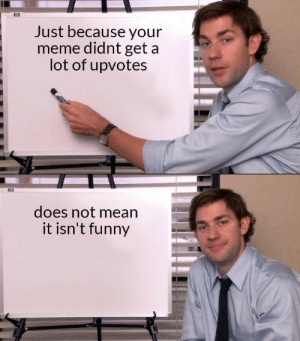 Just because your
meme didnt get a
lot of upvotes
does not mean
it isn't funny